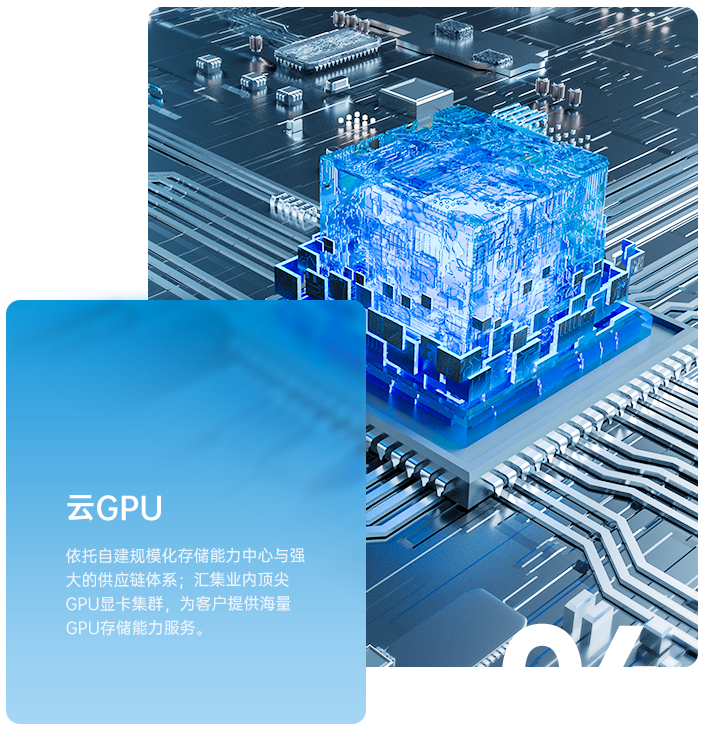 云GPU
依托自建规模化存储能力中心与强
大的供应链体系；汇集业内顶尖
GPU显卡集群，为客户提供海量
GPU存储能力服务。